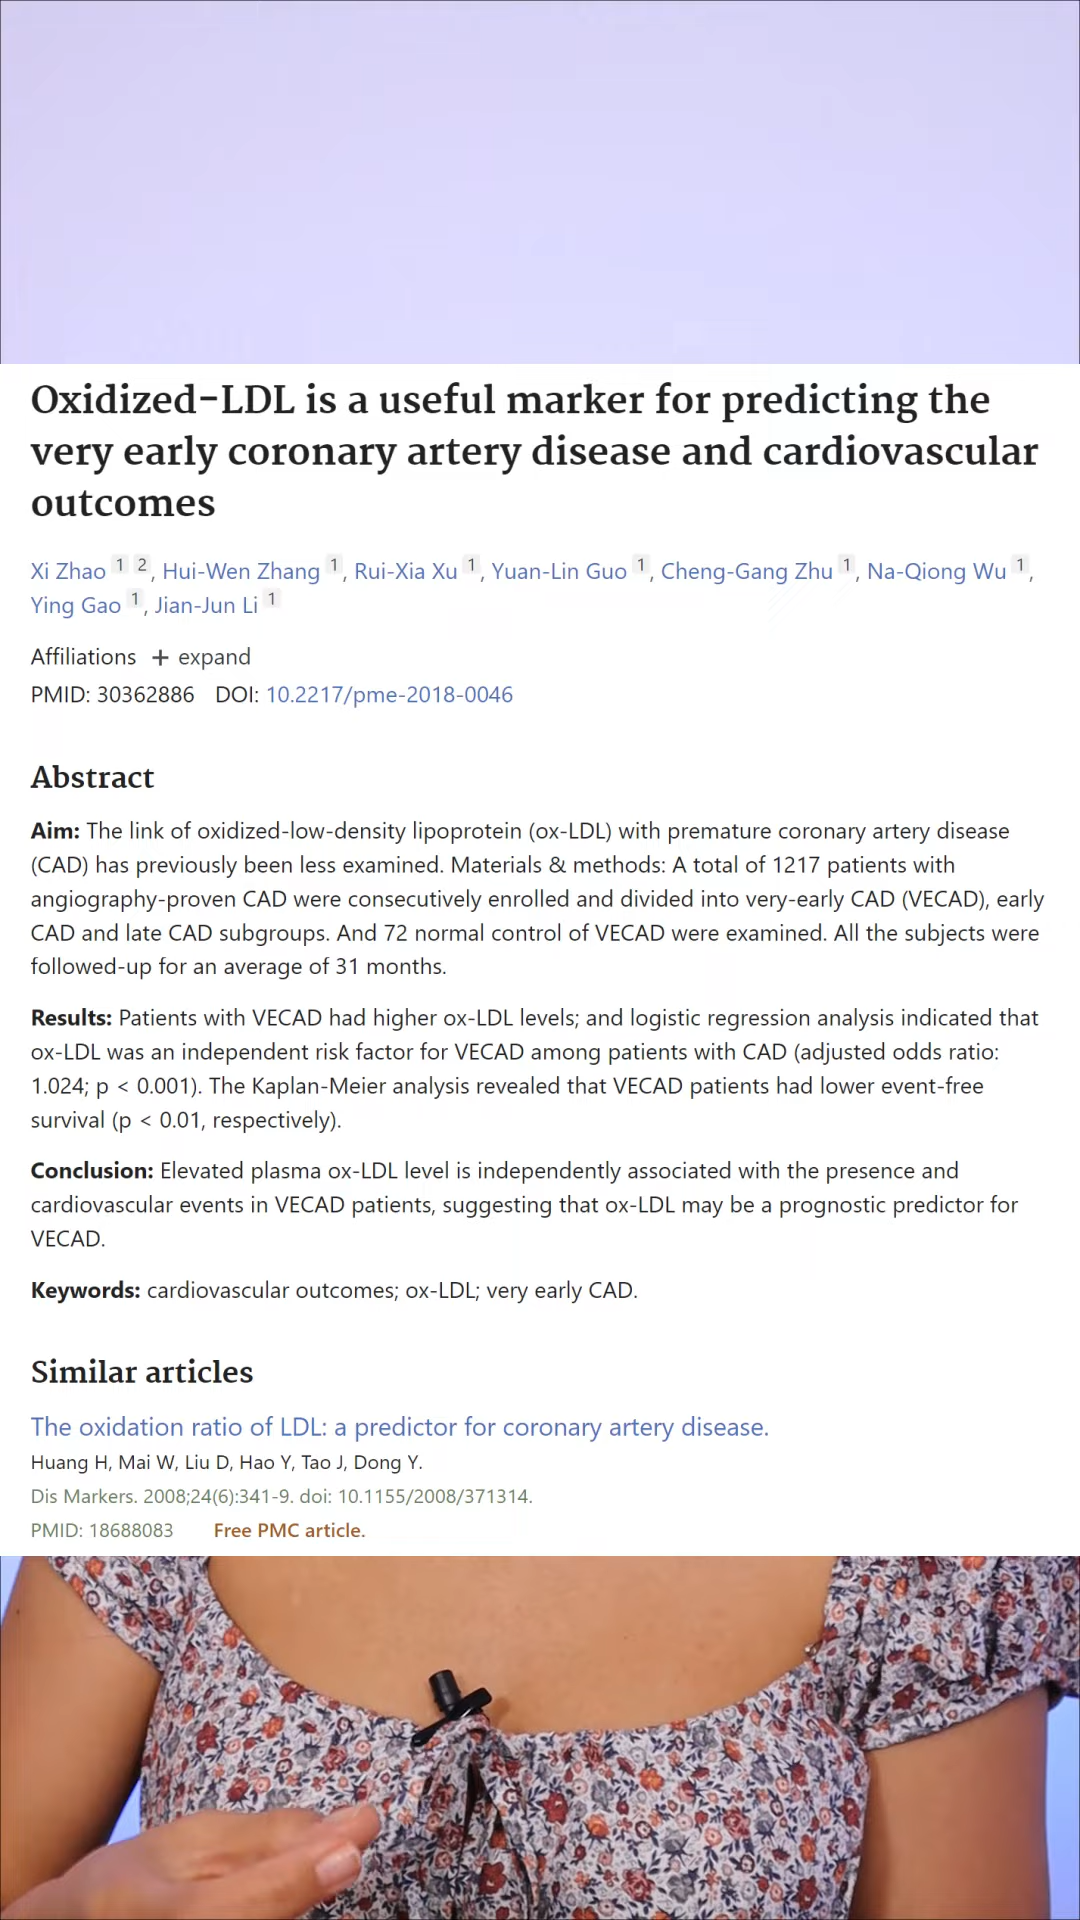 Oxidized-LDL is a useful marker for predicting the
very early coronary artery disease and cardiovascular
outcomes
Xi Zhao 1 2, Hui-Wen Zhang 1, Rui-Xia Xu 1, Yuan-Lin Guo 1, Cheng-Gang Zhu 1, Na-Qiong Wu 1,
Ying Gao 1, Jian-Jun Li 1
Affiliations + expand
PMID: 30362886 DOI: 10.2217/pme-2018-0046
Abstract
Aim: The link of oxidized-low-density lipoprotein (ox-LDL) with premature coronary artery disease
(CAD) has previously been less examined. Materials & methods: A total of 1217 patients with
angiography-proven CAD were consecutively enrolled and divided into very-early CAD (VECAD), early
CAD and late CAD subgroups. And 72 normal control of VECAD were examined. All the subjects were
followed-up for an average of 31 months.
Results: Patients with VECAD had higher ox-LDL levels; and logistic regression analysis indicated that
ox-LDL was an independent risk factor for VECAD among patients with CAD (adjusted odds ratio:
1.024; p < 0.001). The Kaplan-Meier analysis revealed that VECAD patients had lower event-free
survival (p < 0.01, respectively).
Conclusion: Elevated plasma ox-LDL level is independently associated with the presence and
cardiovascular events in VECAD patients, suggesting that ox-LDL may be a prognostic predictor for
VECAD.
Keywords: cardiovascular outcomes; ox-LDL; very early CAD.
Similar articles
The oxidation ratio of LDL: a predictor for coronary artery disease.
Huang H, Mai W, Liu D, Hao Y, Tao J, Dong Y.
Dis Markers. 2008;24(6):341-9. doi: 10.1155/2008/371314.
PMID: 18688083 Free PMC article.